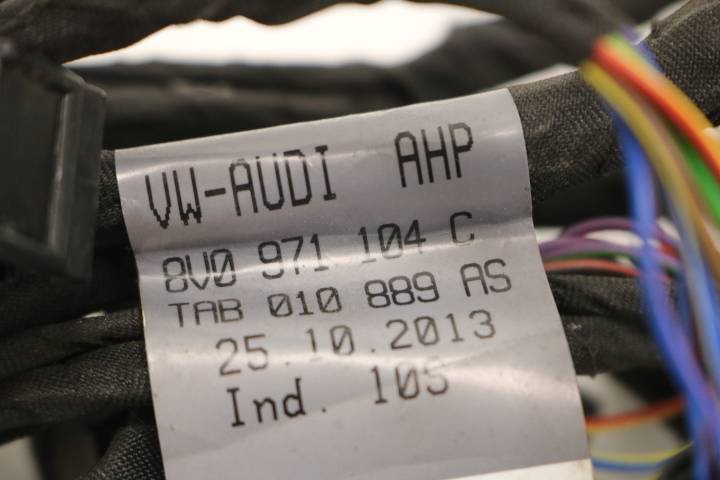 VW-AUDI AHP
8V0 971 104 C
TAB 010 889 AS
25.10.2013
Ind. 105